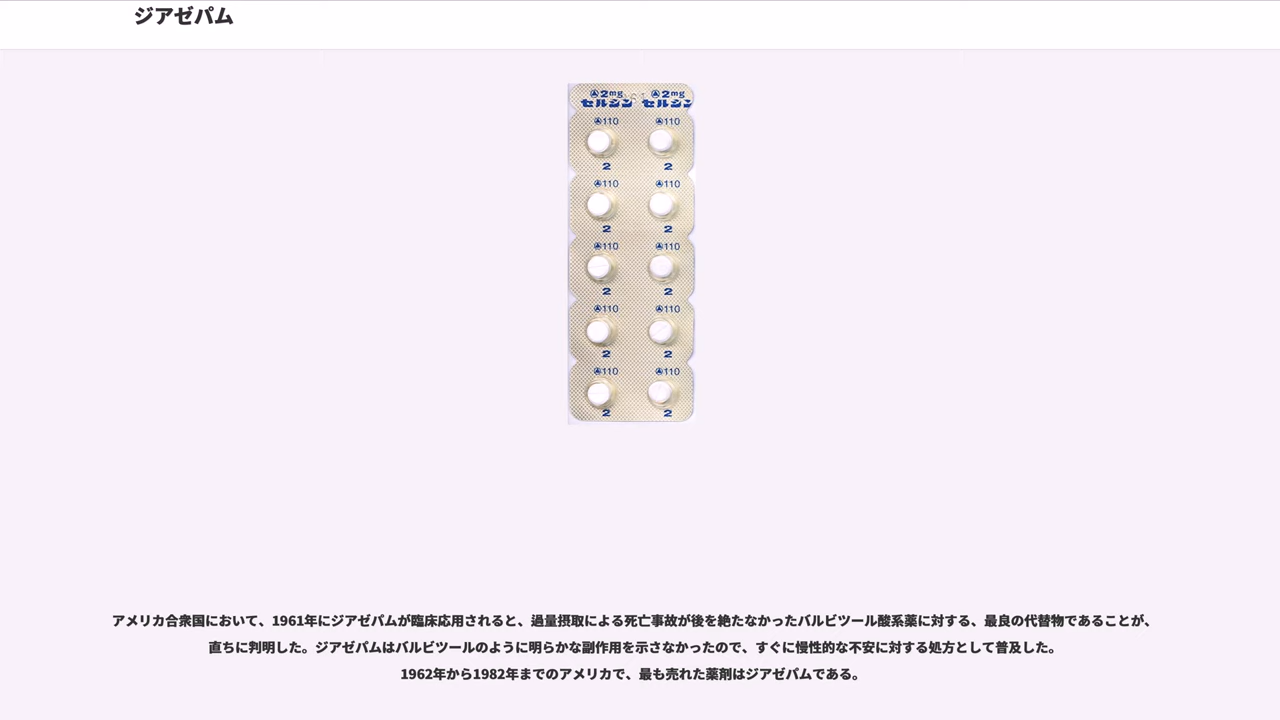 ジアゼパム
2mg 2mg
セルシン セルシン
110 110
2 2
110 110
2 2
110 110
2 2
110 110
2 2
110 110
2 2
アメリカ合衆国において、1961年にジアゼパムが臨床応用されると、過量摂取による死亡事故が後を絶たなかったバルビツール酸系薬に対する、最良の代替物であることが、
直ちに判明した。ジアゼパムはバルビツールのように明らかな副作用を示さなかったので、すぐに慢性的な不安に対する処方として普及した。
1962年から1982年までのアメリカで、最も売れた薬剤はジアゼパムである。